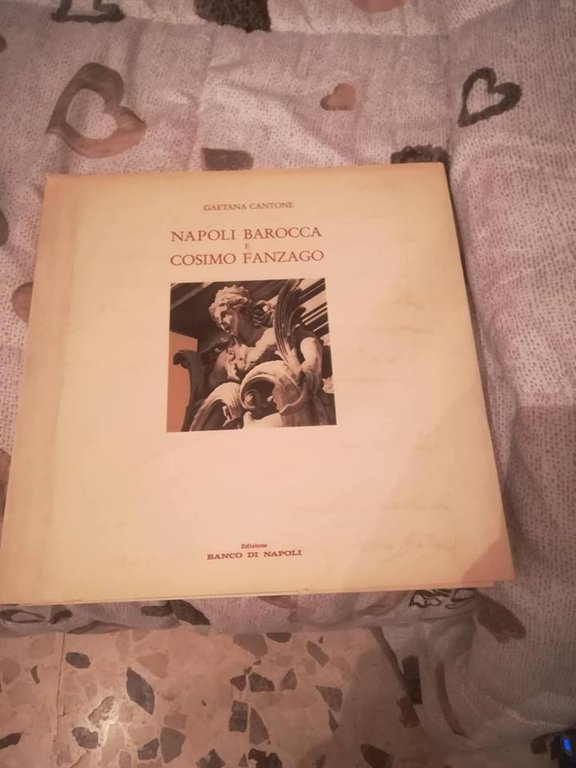 GAETANA CANTONE
NAPOLI BAROCCA
E
COSIMO FANZAGO
Edizione
BANCO DI NAPOLI